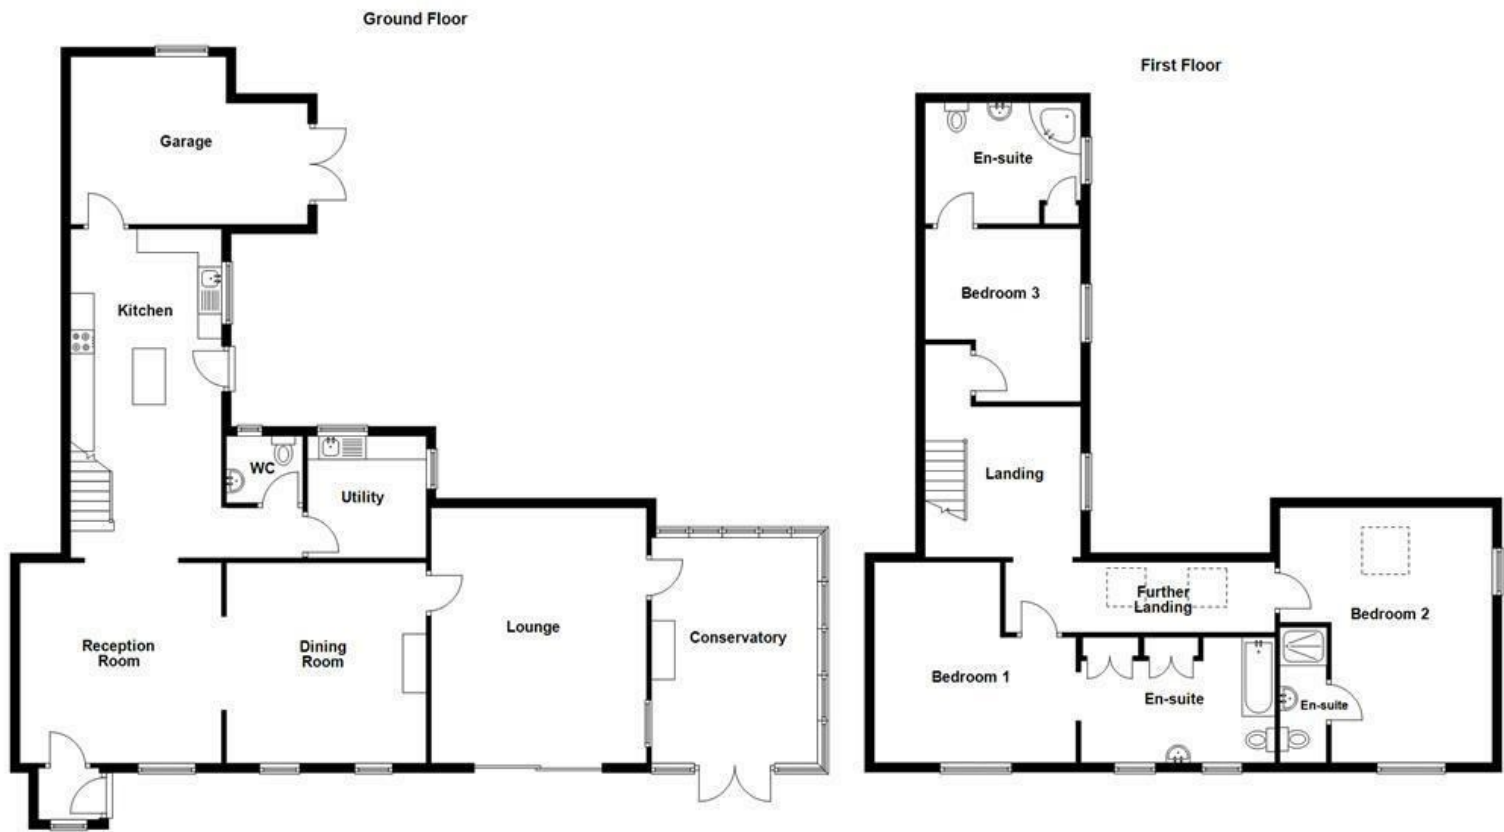 Ground Floor
Garage
Kitchen
WC
Utility
Reception
Room
Dining
Room
Lounge
Conservatory
First Floor
En-suite
Bedroom 3
Landing
Further
Landing
Bedroom 2
Bedroom 1
En-suite
En-suite